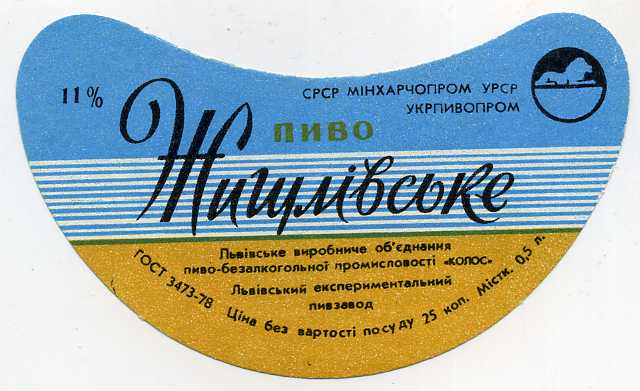 11%
СРСР МІНХАРЧОПРОМ УРСР
УКРПИВОПРОМ
ПИВО
Жигулівське
Львівське виробниче об'єднання
пиво-безалкогольної промисловості «КОЛОС»
Львівський експериментальний
пивзавод
ГОСТ 3473-78 Ціна без вартості посуду 25 коп. Містк. 0,5 л.